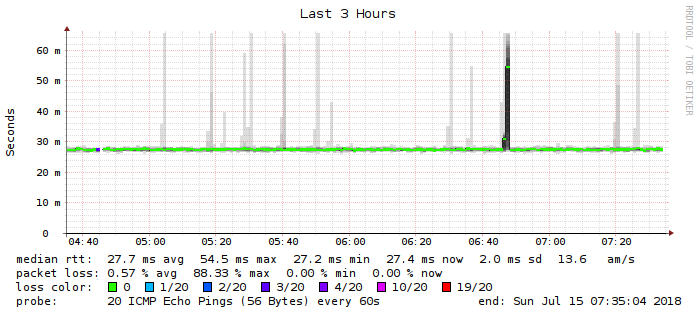 Last 3 Hours
RRDTOOL / TOBI OETIKER
Seconds
60 m
50 m
40 m
30 m
20 m
10 m
0
04:40 05:00 05:20 05:40 06:00 06:20 06:40 07:00 07:20
median rtt: 27.7 ms avg 54.5 ms max 27.2 ms min 27.4 ms now 2.0 ms sd 13.6 am/s
packet loss: 0.57 % avg 88.33 % max 0.00 % min 0.00 % now
loss color: 0 1/20 2/20 3/20 4/20 10/20 19/20
probe: 20 ICMP Echo Pings (56 Bytes) every 60s end: Sun Jul 15 07:35:04 2018